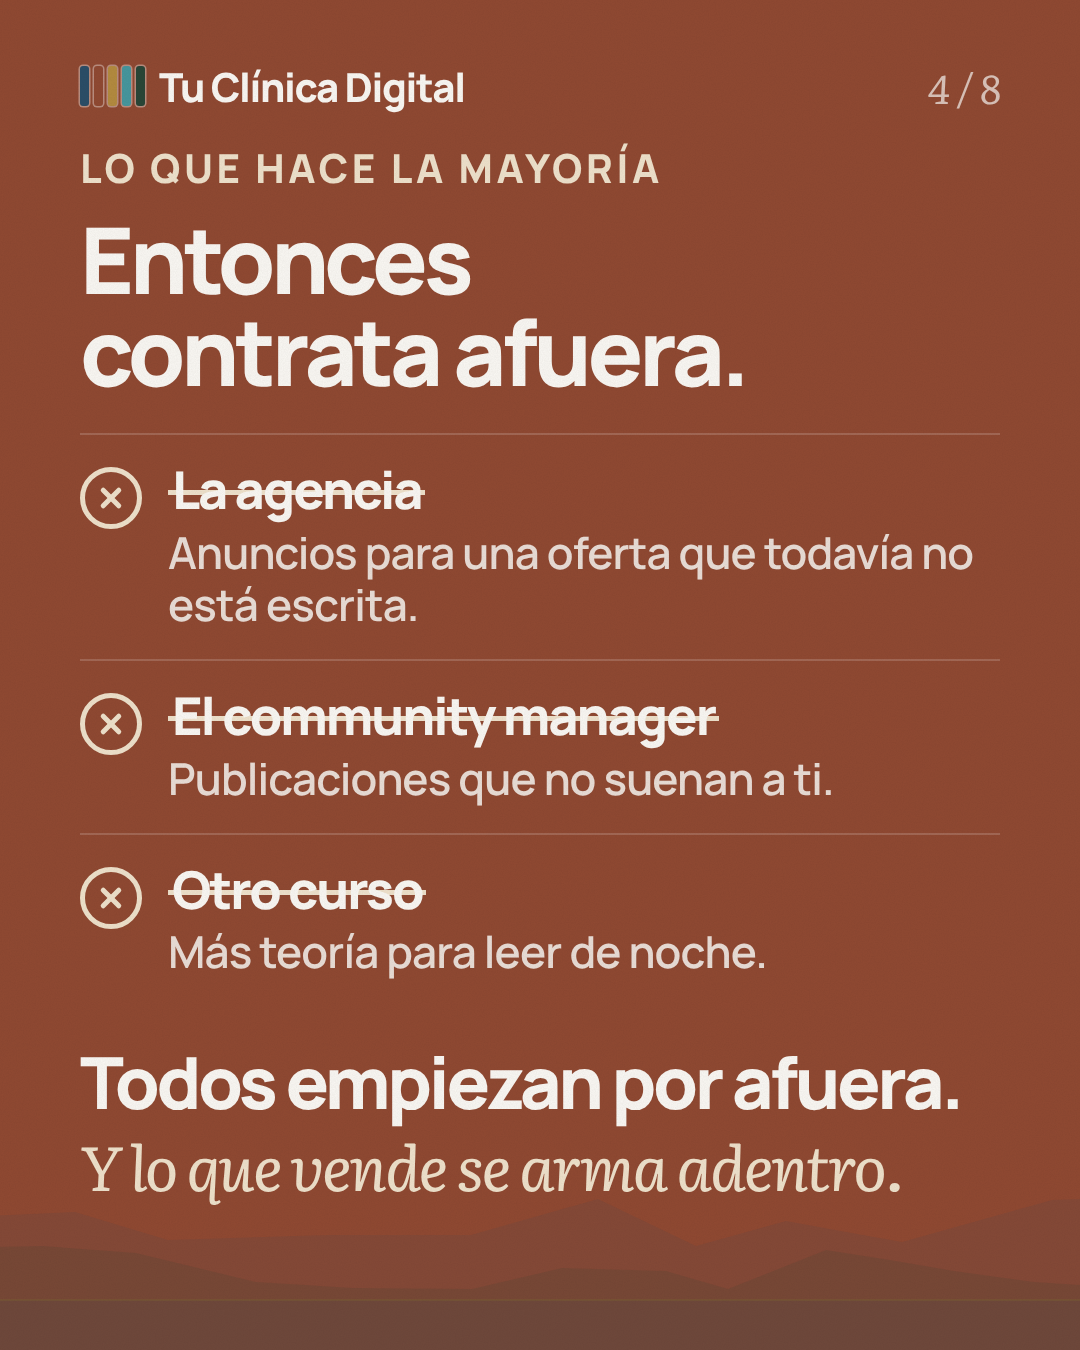 Tu Clínica Digital
4/8
LO QUE HACE LA MAYORÍA
Entonces
contrata afuera.
La agencia
Anuncios para una oferta que todavía no
está escrita.
El community manager
Publicaciones que no suenan a ti.
Otro curso
Más teoría para leer de noche.
Todos empiezan por afuera.
Y lo que vende se arma adentro.